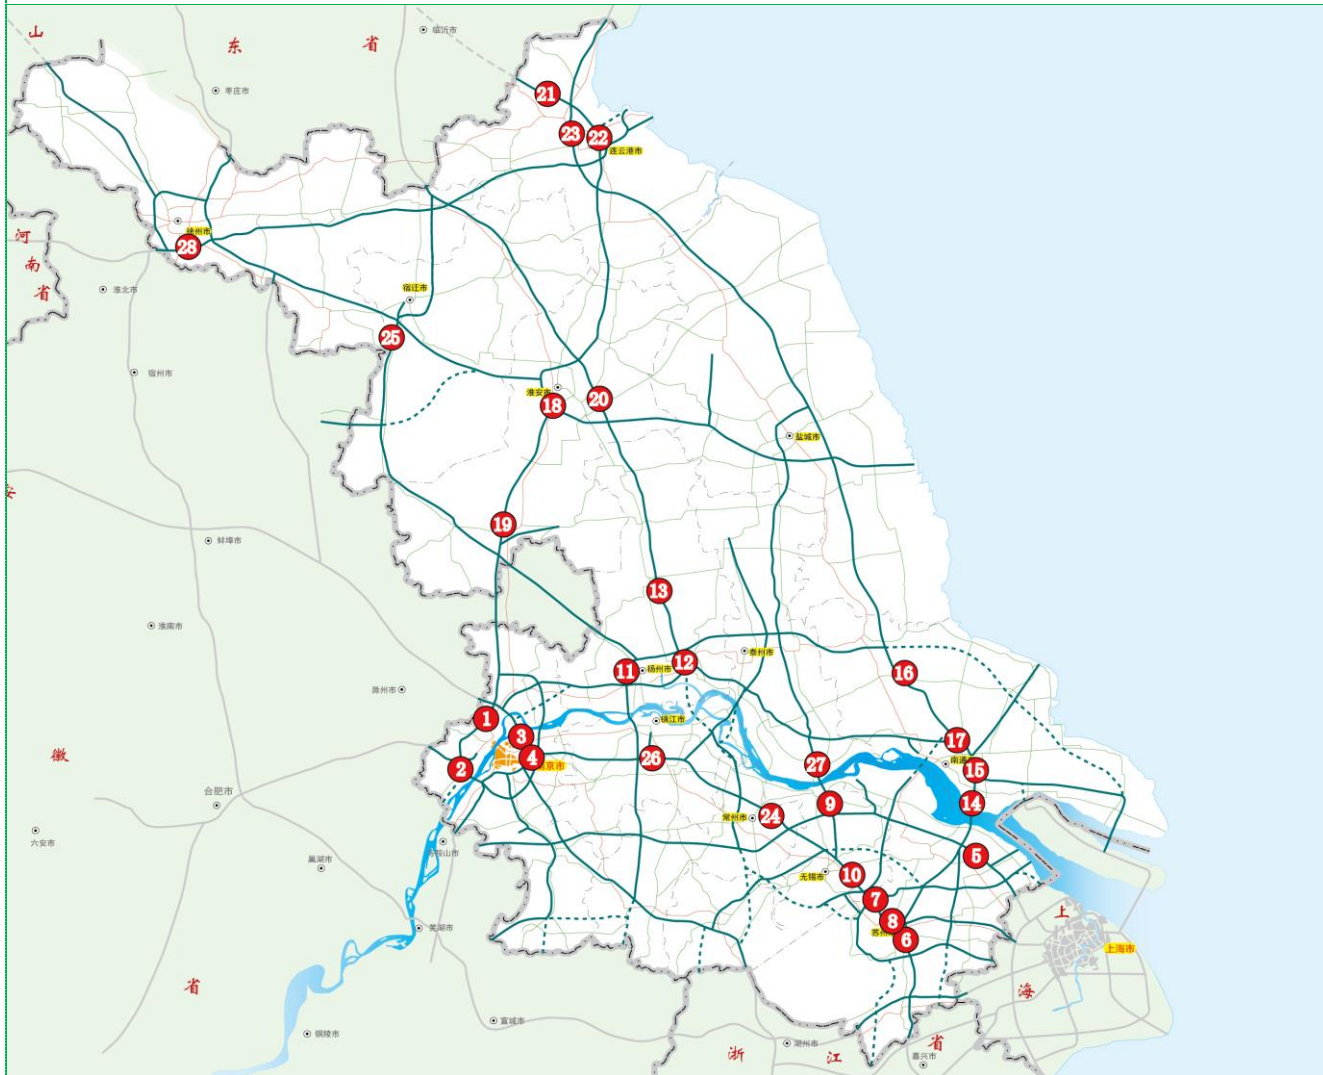 山
东
省
临沂市
枣庄市
21
23
22
连云港市
徐州市
28
河
南
省
淮北市
宿迁市
25
宿州市
淮安市
18
20
盐城市
19
蚌埠市
13
淮南市
滁州市
11
扬州市
12
泰州市
16
1
镇江市
3
4
南京市
2
26
27
17
南通
15
14
徽
合肥市
六安市
巢湖市
马鞍山市
芜湖市
常州市
24
9
5
无锡市
10
7
8
苏州
6
上
海
上海市
省
铜陵市
宣城市
湖州市
嘉兴市
浙
江
省